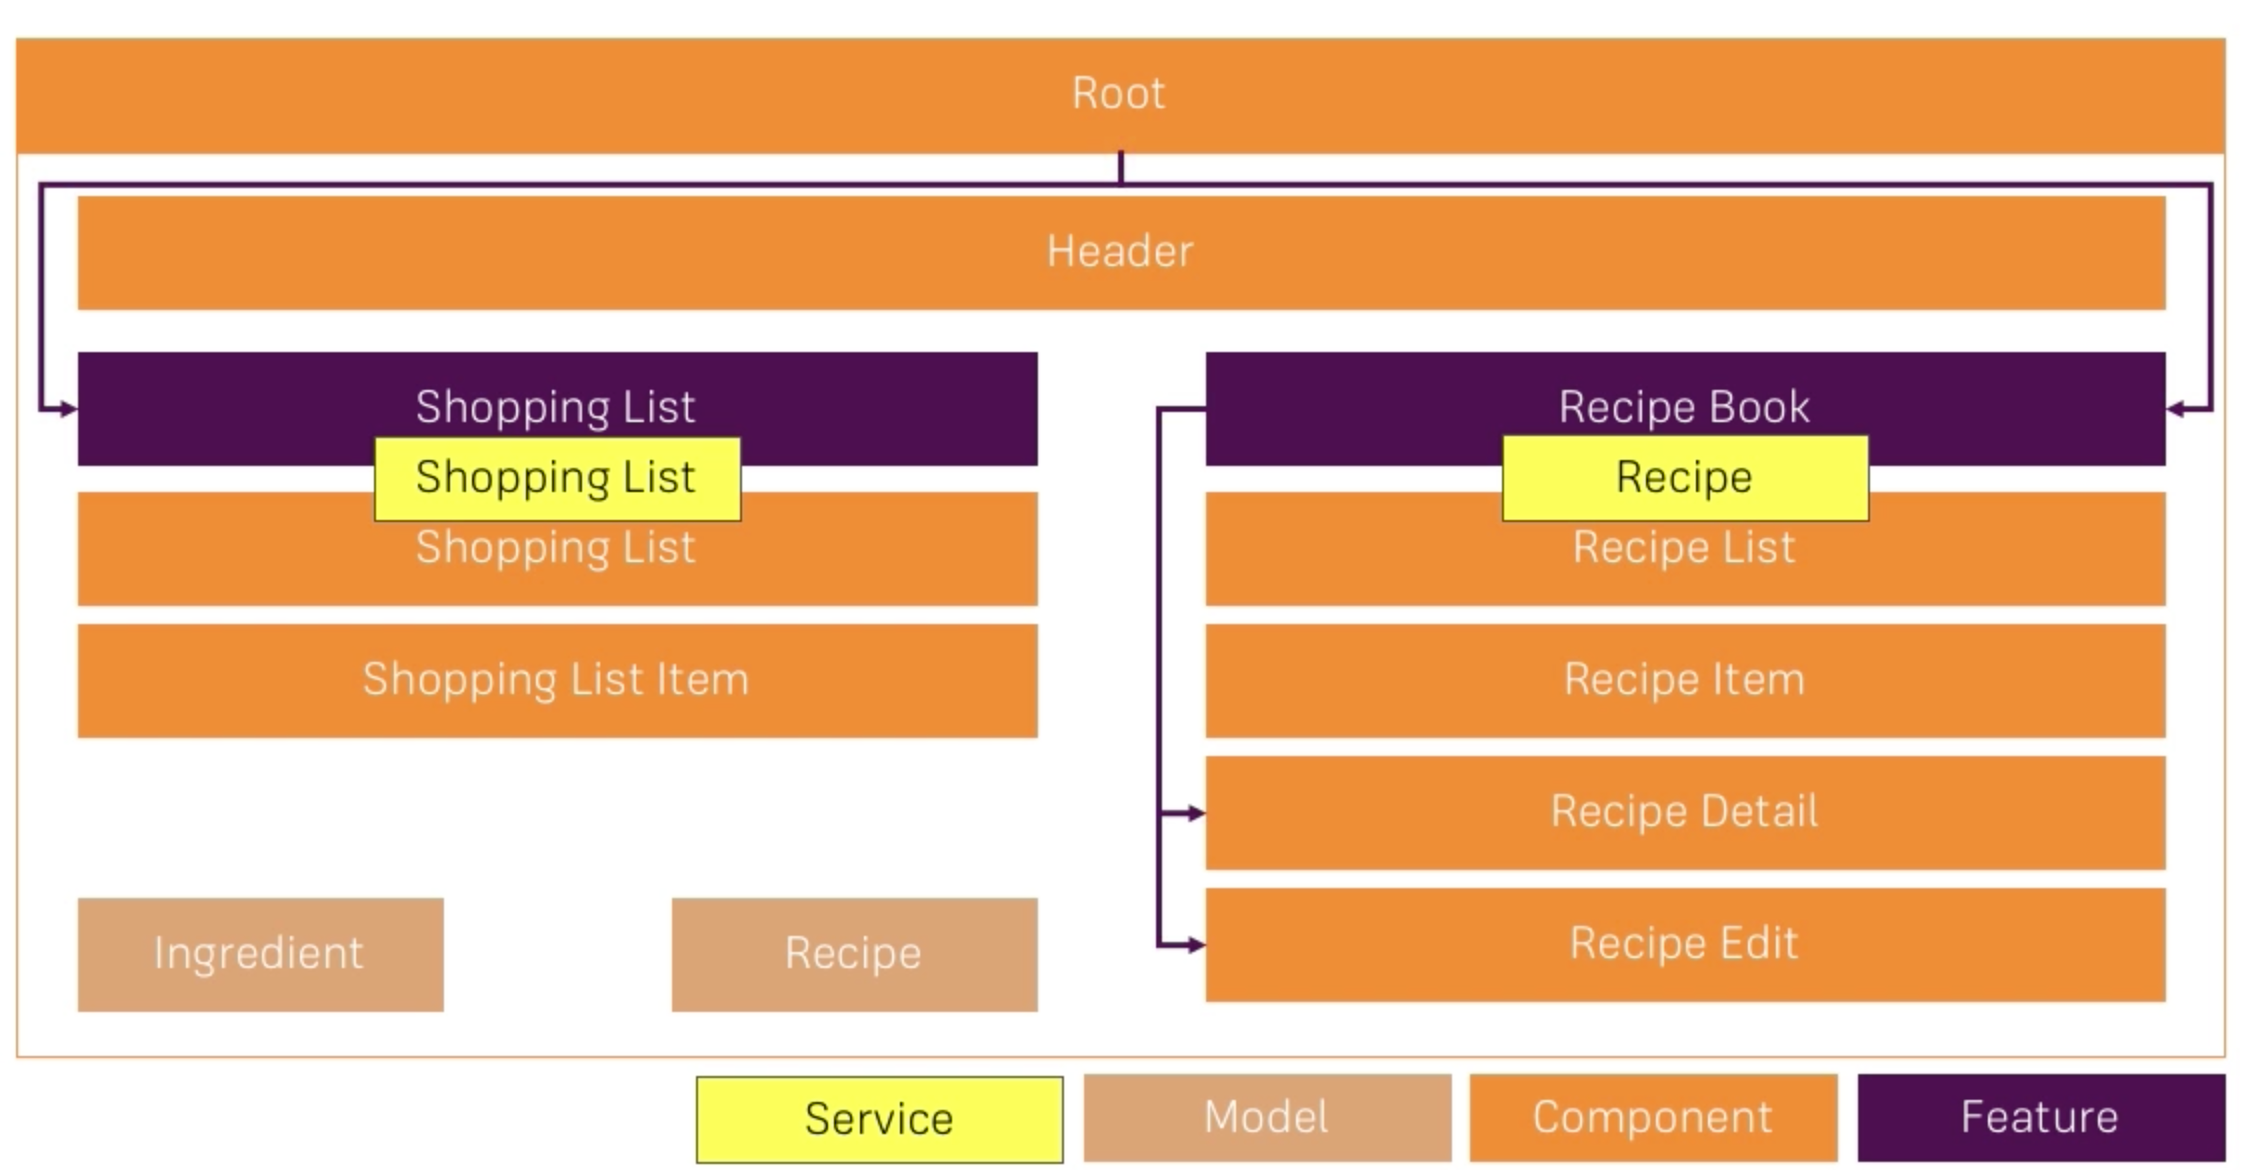 Root
Header
Shopping List
Shopping List
Shopping List
Shopping List Item
Ingredient
Recipe
Recipe Book
Recipe
Recipe List
Recipe Item
Recipe Detail
Recipe Edit
Service
Model
Component
Feature